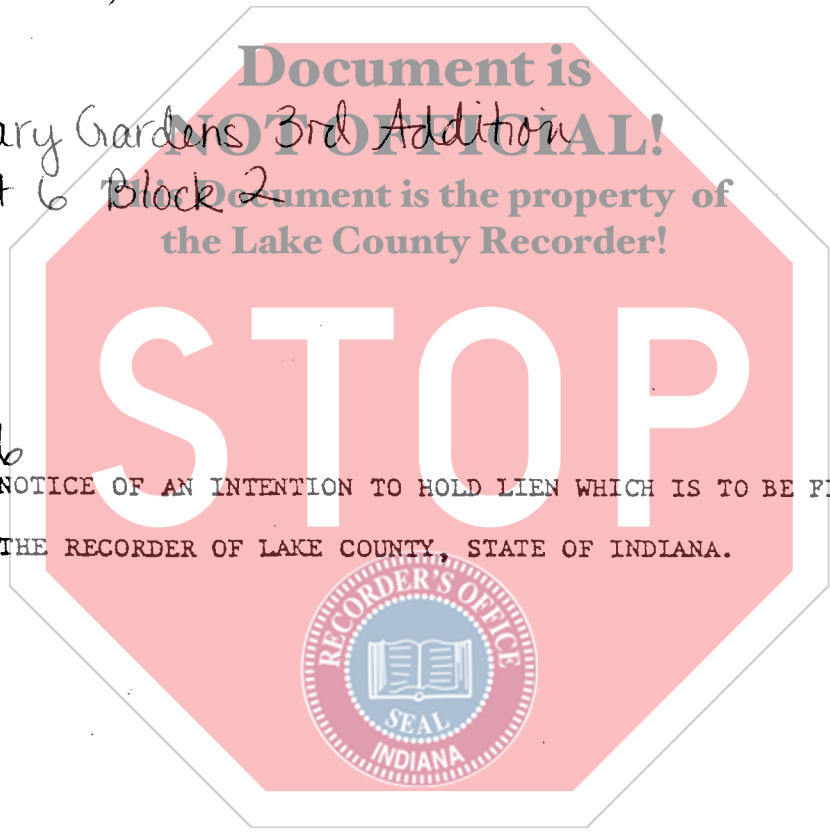 Document is
ary Gardens 3rd Addition
NOT OFFICIAL!
t 6 Block 2
This Document is the property of
the Lake County Recorder!
STOP
6
NOTICE OF AN INTENTION TO HOLD LIEN WHICH IS TO BE FI
THE RECORDER OF LAKE COUNTY, STATE OF INDIANA.
RECORDER'S OFFICE
SEAL
INDIANA